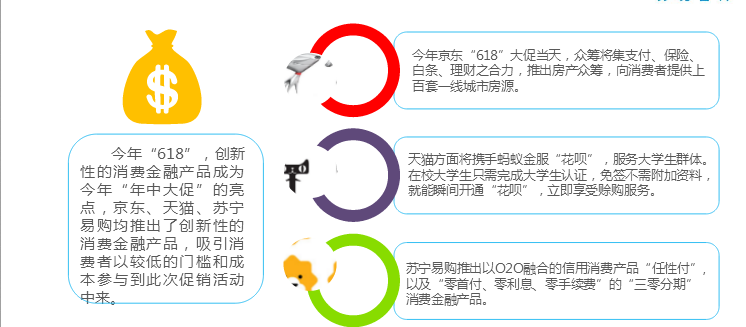 今年“618”，创新
性的消费金融产品成为
今年“年中大促”的亮
点，京东、天猫、苏宁
易购均推出了创新性的
消费金融产品，吸引消
费者以较低的门槛和成
本参与到此次促销活动
中来。
今年京东“618”大促当天，众筹将集支付、保险、
白条、理财之合力，推出房产众筹，向消费者提供上
百套一线城市房源。
天猫方面将携手蚂蚁金服“花呗”，服务大学生群体。
在校大学生只需完成大学生认证，免签不需附加资料，
就能瞬间开通“花呗”，立即享受赊购服务。
苏宁易购推出以O2O融合的信用消费产品“任性付”，
以及“零首付、零利息、零手续费”的“三零分期”
消费金融产品。